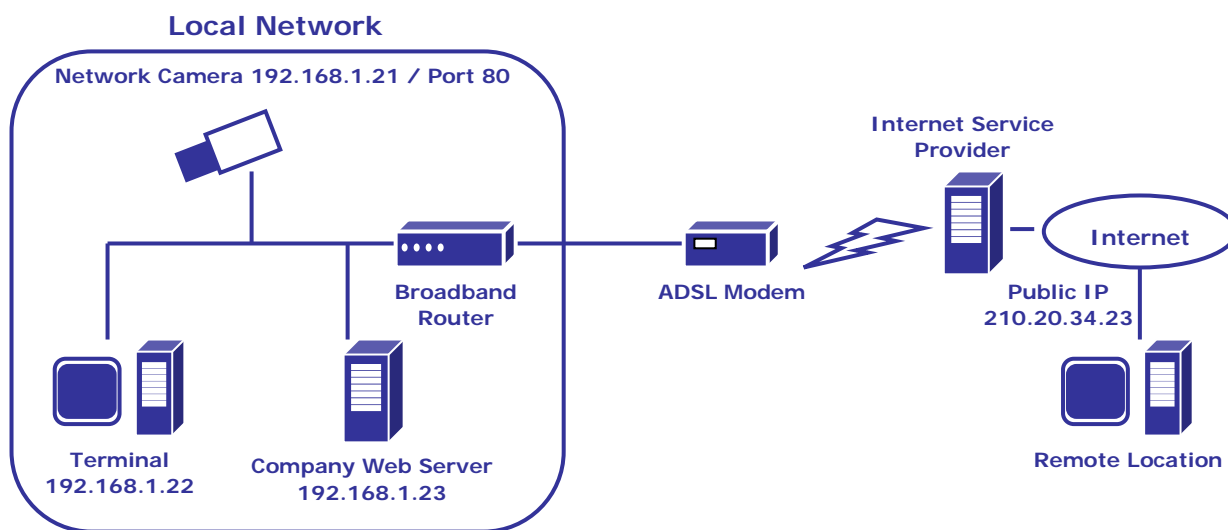 Local Network
Network Camera 192.168.1.21 / Port 80
Internet Service
Provider
Internet
Broadband
Router
ADSL Modem
Public IP
210.20.34.23
Terminal
192.168.1.22
Company Web Server
192.168.1.23
Remote Location